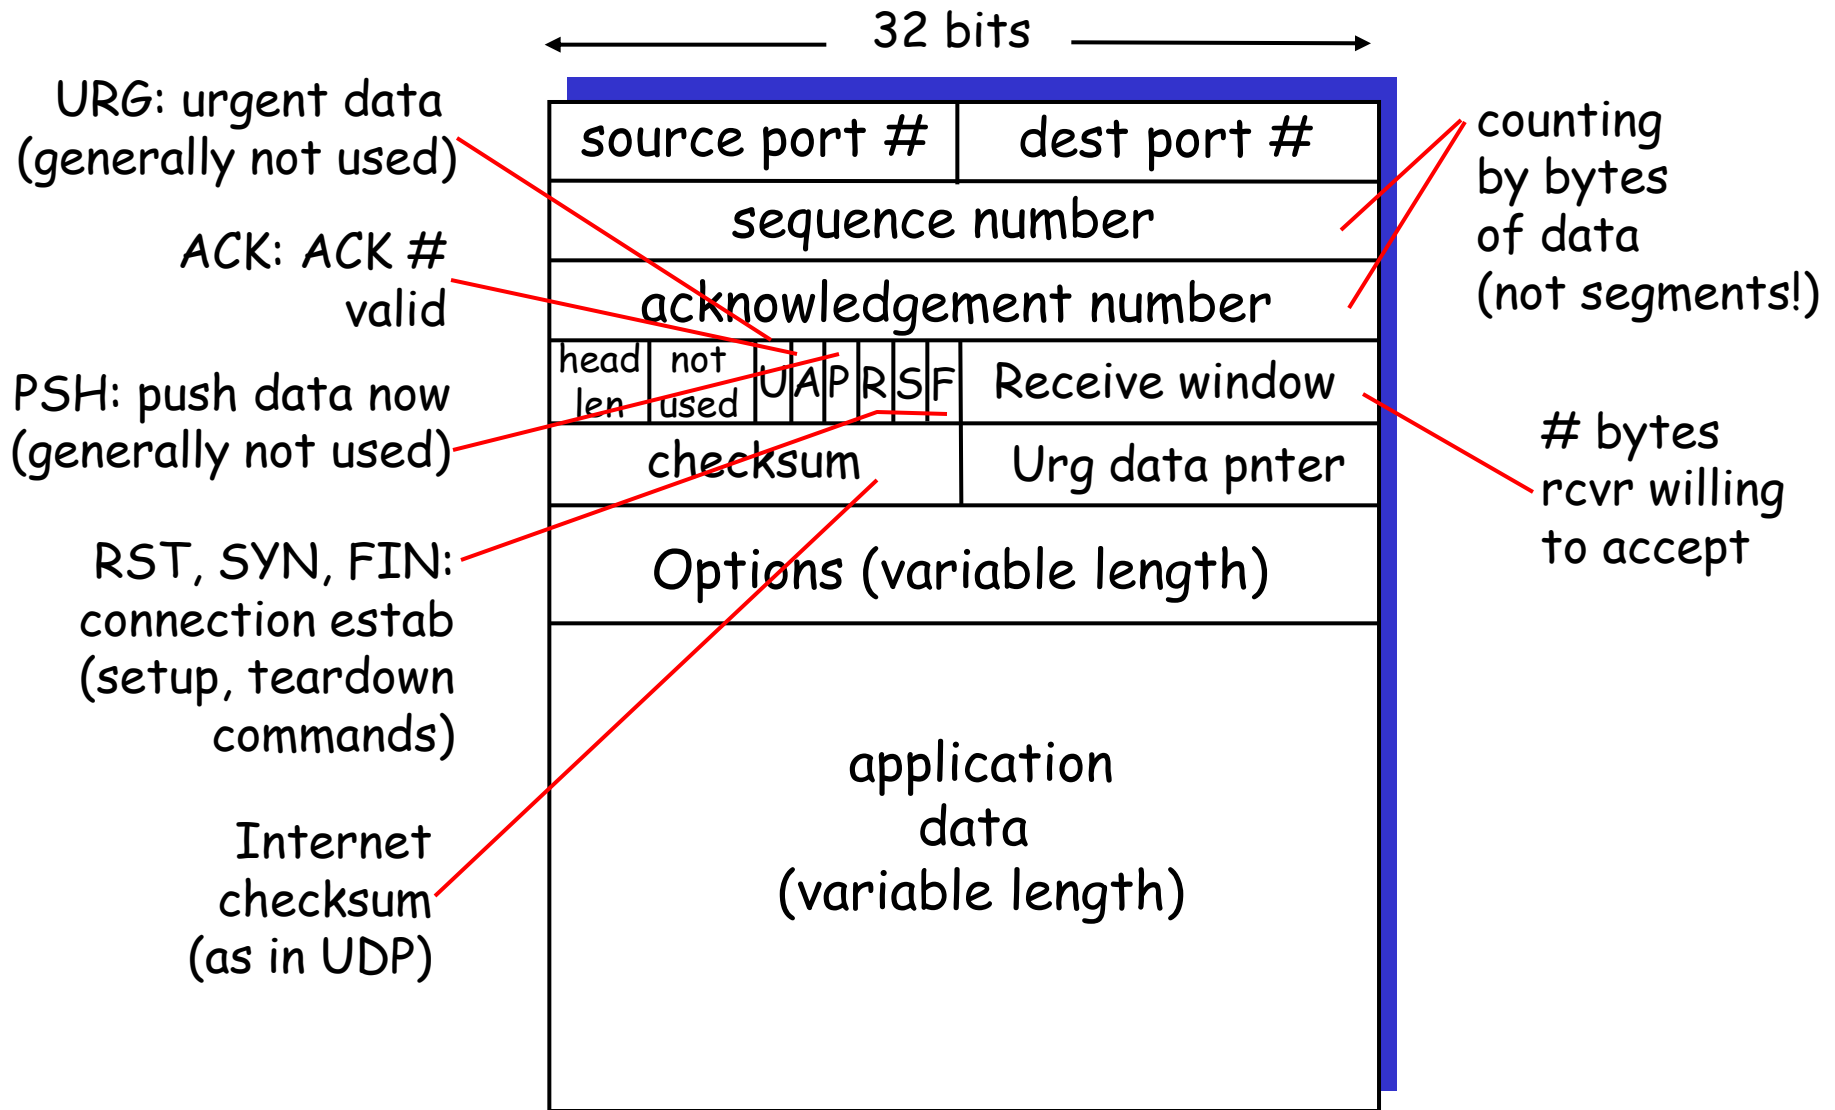 32 bits
URG: urgent data
(generally not used)
ACK: ACK #
valid
PSH: push data now
(generally not used)
RST, SYN, FIN:
connection estab
(setup, teardown
commands)
Internet
checksum
(as in UDP)
source port #
dest port #
sequence number
acknowledgement number
head
len
not
used
U
A
P
R
S
F
Receive window
checksum
Urg data pnter
Options (variable length)
application
data
(variable length)
counting
by bytes
of data
(not segments!)
# bytes
rcvr willing
to accept